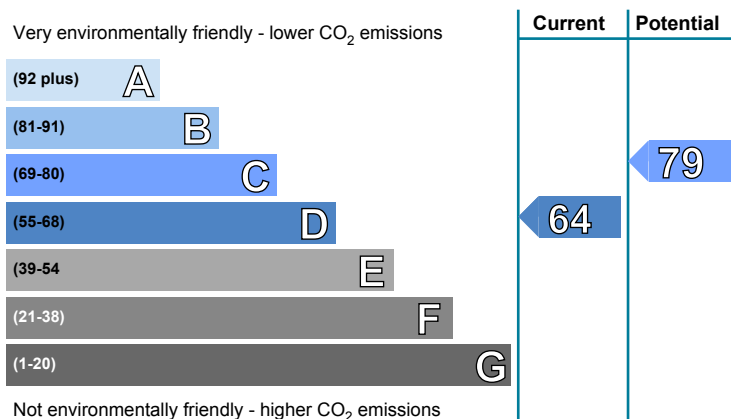 Current Potential
Very environmentally friendly - lower CO2 emissions
(92 plus) A
(81-91) B
(69-80) C
79
(55-68) D
64
(39-54 E
(21-38) F
(1-20) G
Not environmentally friendly - higher CO2 emissions